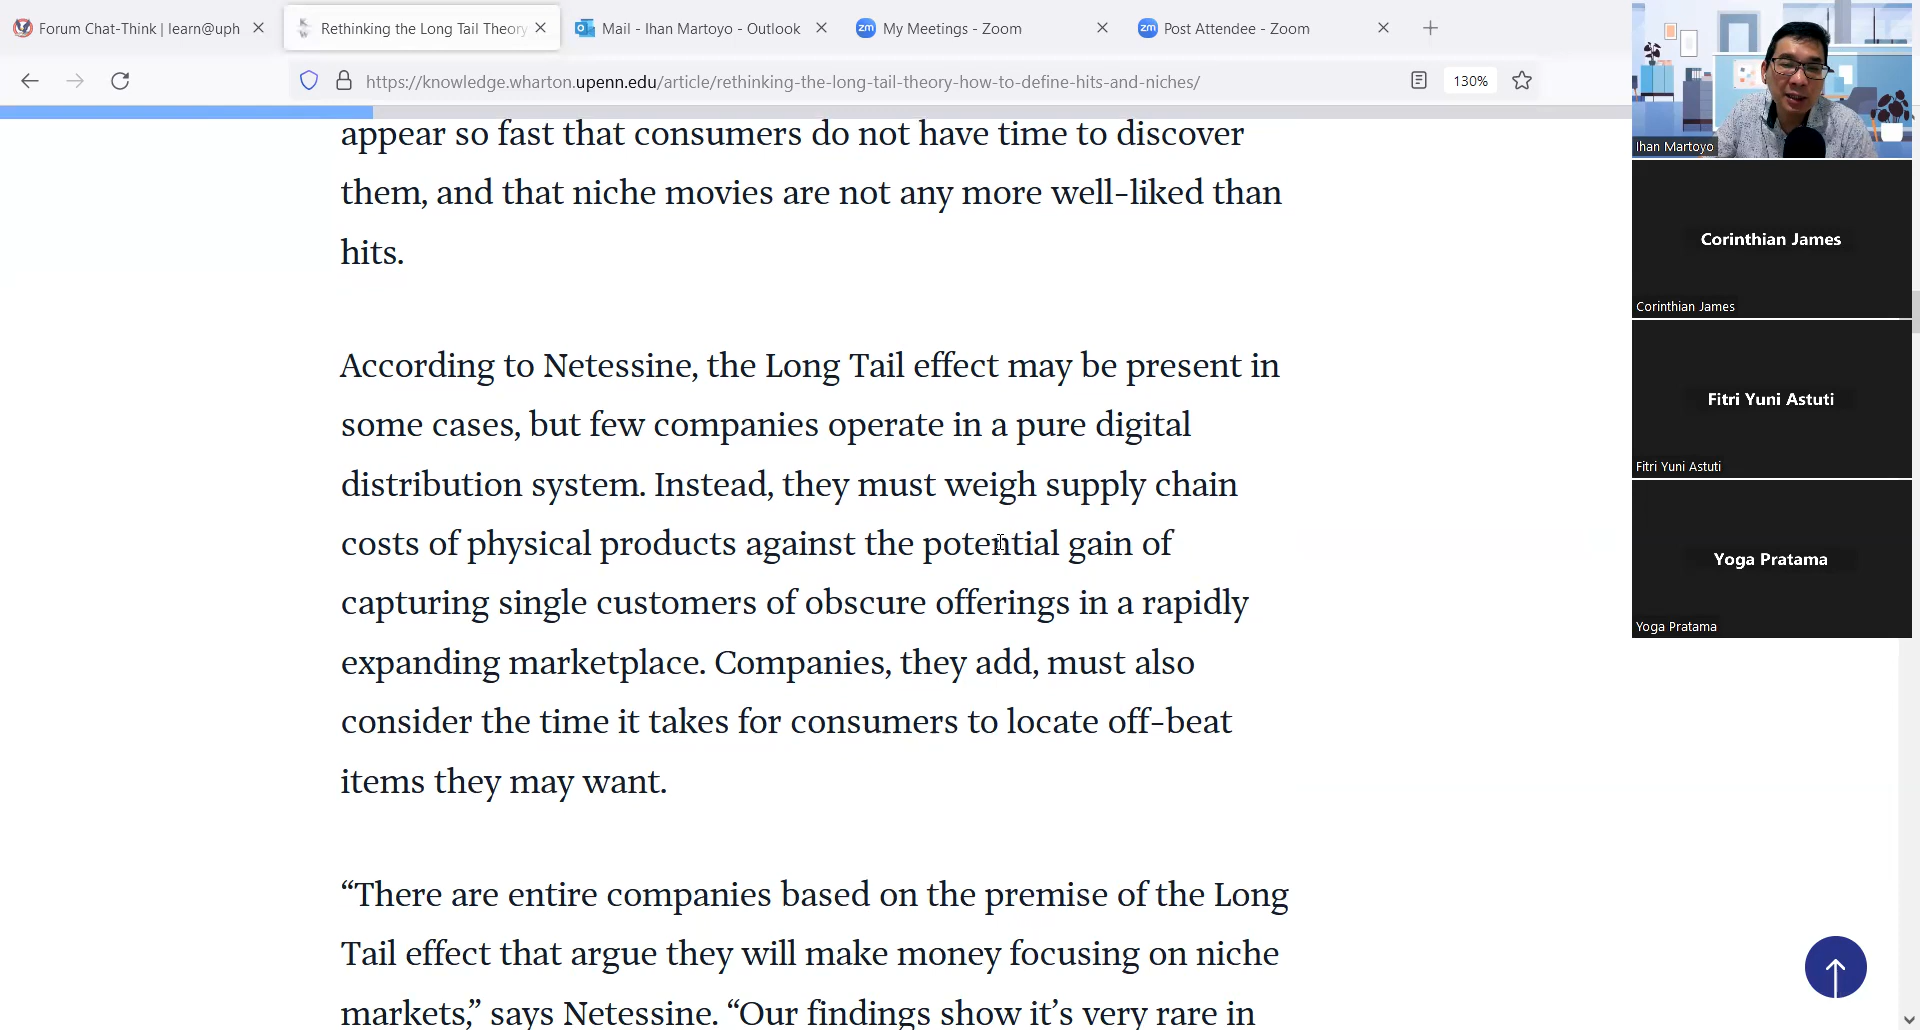 Forum Chat-Think | learn@uph
Rethinking the Long Tail Theory
Mail - Ihan Martoyo - Outlook
zm My Meetings - Zoom
zm Post Attendee - Zoom
https://knowledge.wharton.upenn.edu/article/rethinking-the-long-tail-theory-how-to-define-hits-and-niches/
130%
appear so fast that consumers do not have time to discover
them, and that niche movies are not any more well-liked than
hits.
According to Netessine, the Long Tail effect may be present in
some cases, but few companies operate in a pure digital
distribution system. Instead, they must weigh supply chain
costs of physical products against the potential gain of
capturing single customers of obscure offerings in a rapidly
expanding marketplace. Companies, they add, must also
consider the time it takes for consumers to locate off-beat
items they may want.
“There are entire companies based on the premise of the Long
Tail effect that argue they will make money focusing on niche
markets,” says Netessine. “Our findings show it’s very rare in
Ihan Martoyo
Corinthian James
Corinthian James
Fitri Yuni Astuti
Fitri Yuni Astuti
Yoga Pratama
Yoga Pratama